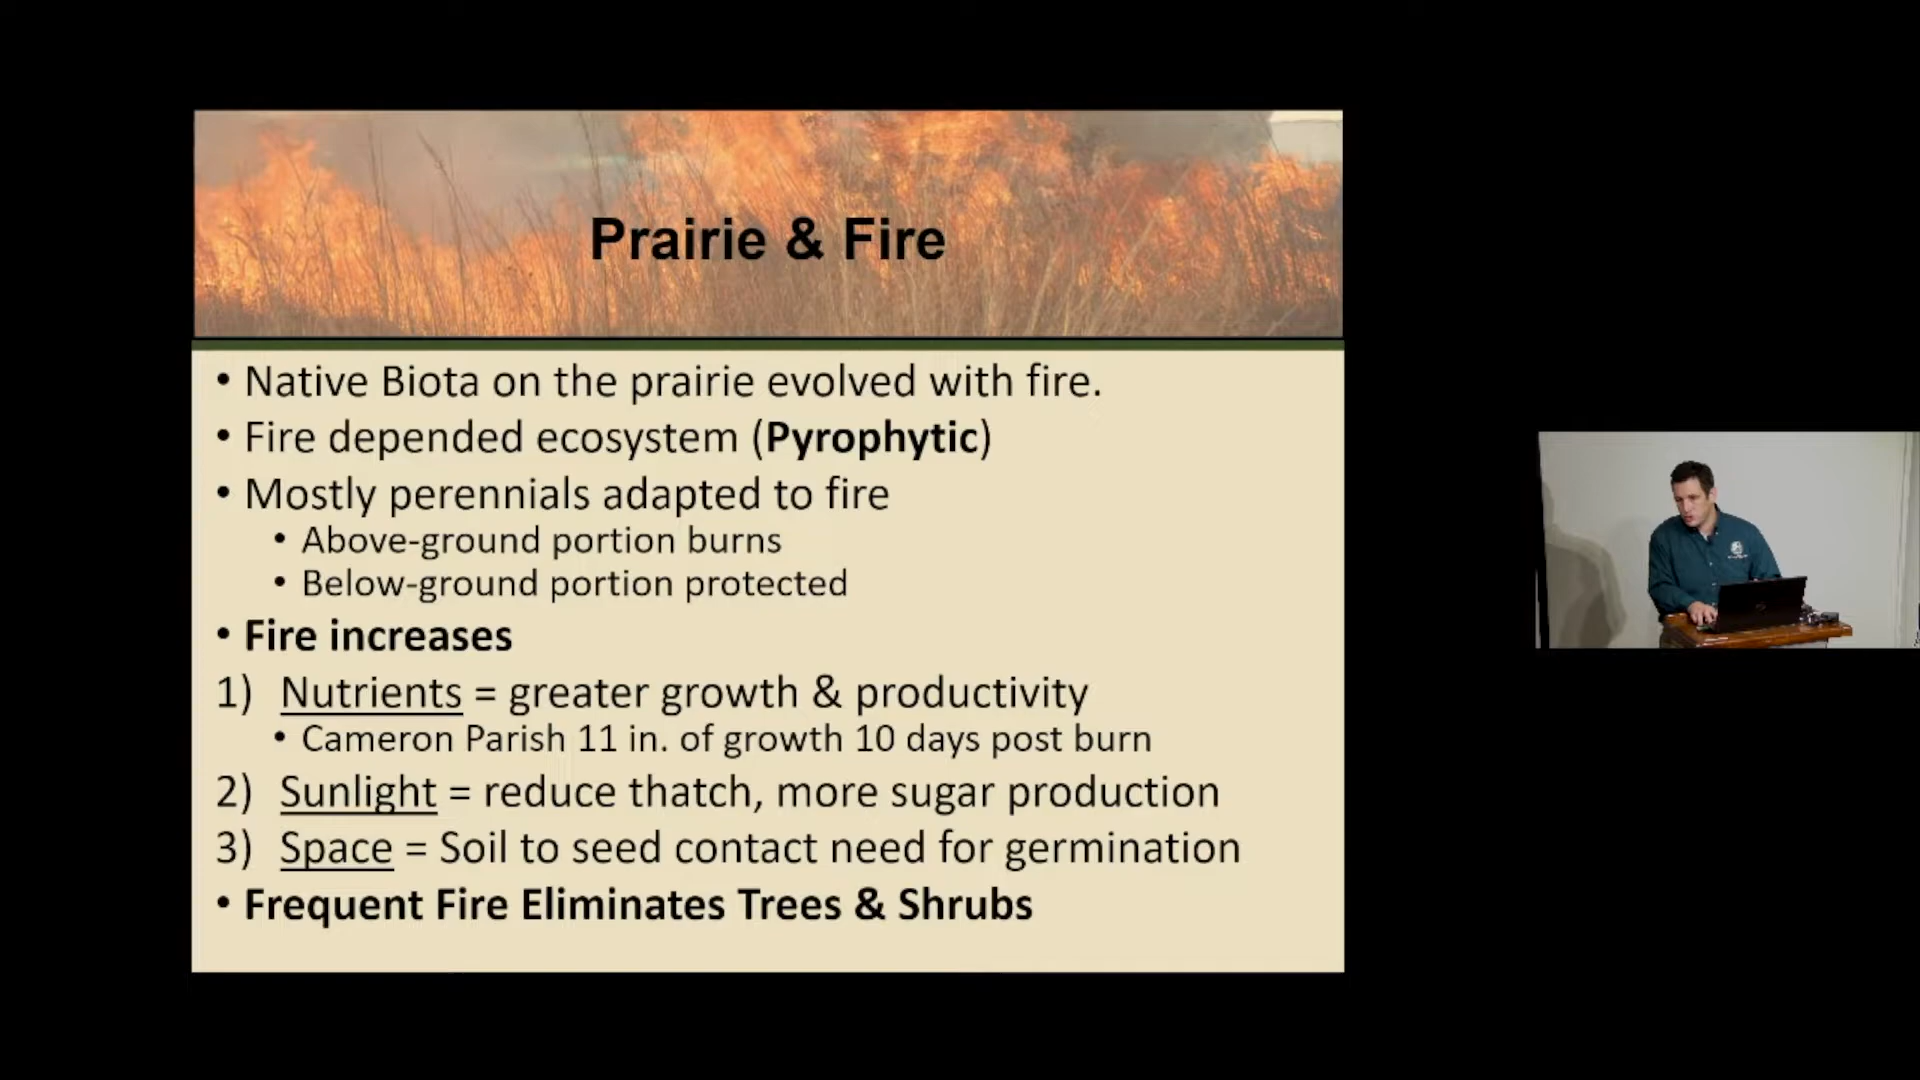 Prairie & Fire
• Native Biota on the prairie evolved with fire.
• Fire depended ecosystem (Pyrophytic)
• Mostly perennials adapted to fire
• Above-ground portion burns
• Below-ground portion protected
• Fire increases
1) Nutrients = greater growth & productivity
• Cameron Parish 11 in. of growth 10 days post burn
2) Sunlight = reduce thatch, more sugar production
3) Space = Soil to seed contact need for germination
• Frequent Fire Eliminates Trees & Shrubs